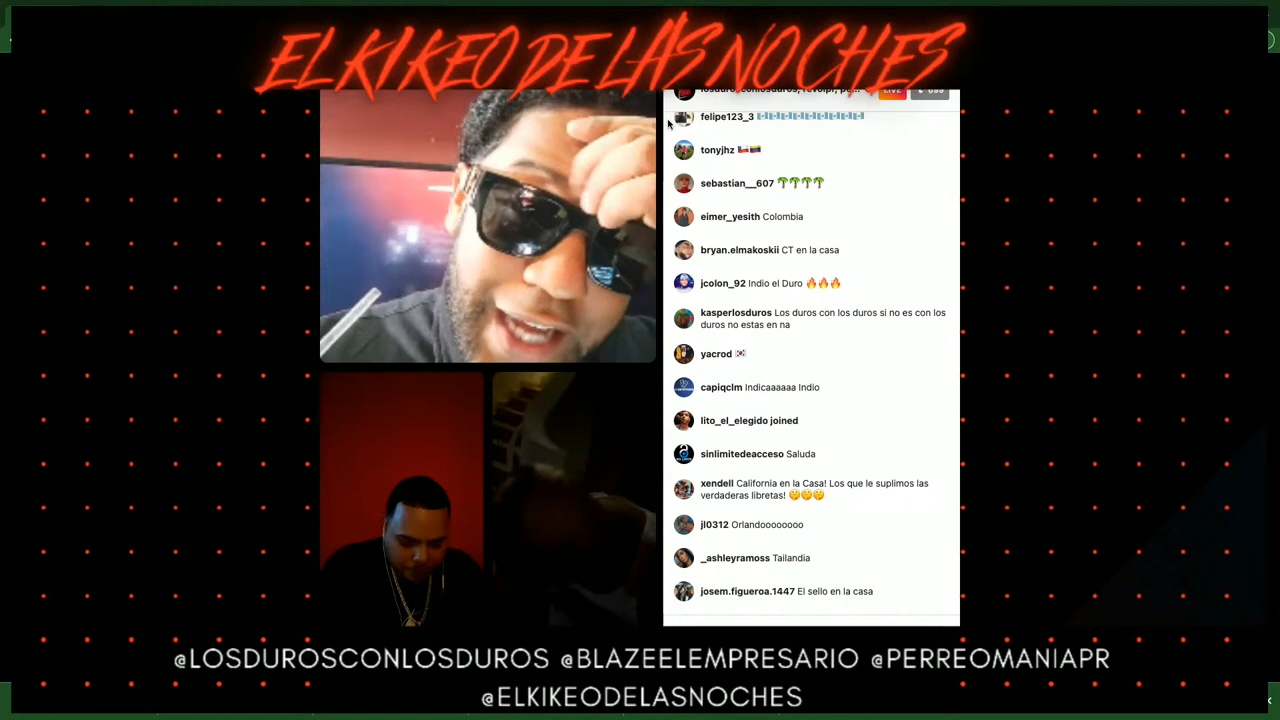 EL KIKEO DE LAS NOCHES
LIVE
felipe123_3
tonyjhz
sebastian__607 🌴🌴🌴🌴
eimer_yesith Colombia
bryan.elmakoskii CT en la casa
jcolon_92 Indio el Duro 🔥🔥🔥
kasperlosduros Los duros con los duros si no es con los
duros no estas en na
yacrod 🇰🇷
capiqclm Indicaaaaaa Indio
lito_el_elegido joined
sinlimitedeacceso Saluda
xendell California en la Casa! Los que le suplimos las
verdaderas libretas!
jl0312 Orlandoooooooo
_ashleyramoss Tailandia
josem.figueroa.1447 El sello en la casa
@LOSDUROSCONLOSDUROS @BLAZEELEMPRESARIO @PERREOMANIAPR
@ELKIKEODELASNOCHES